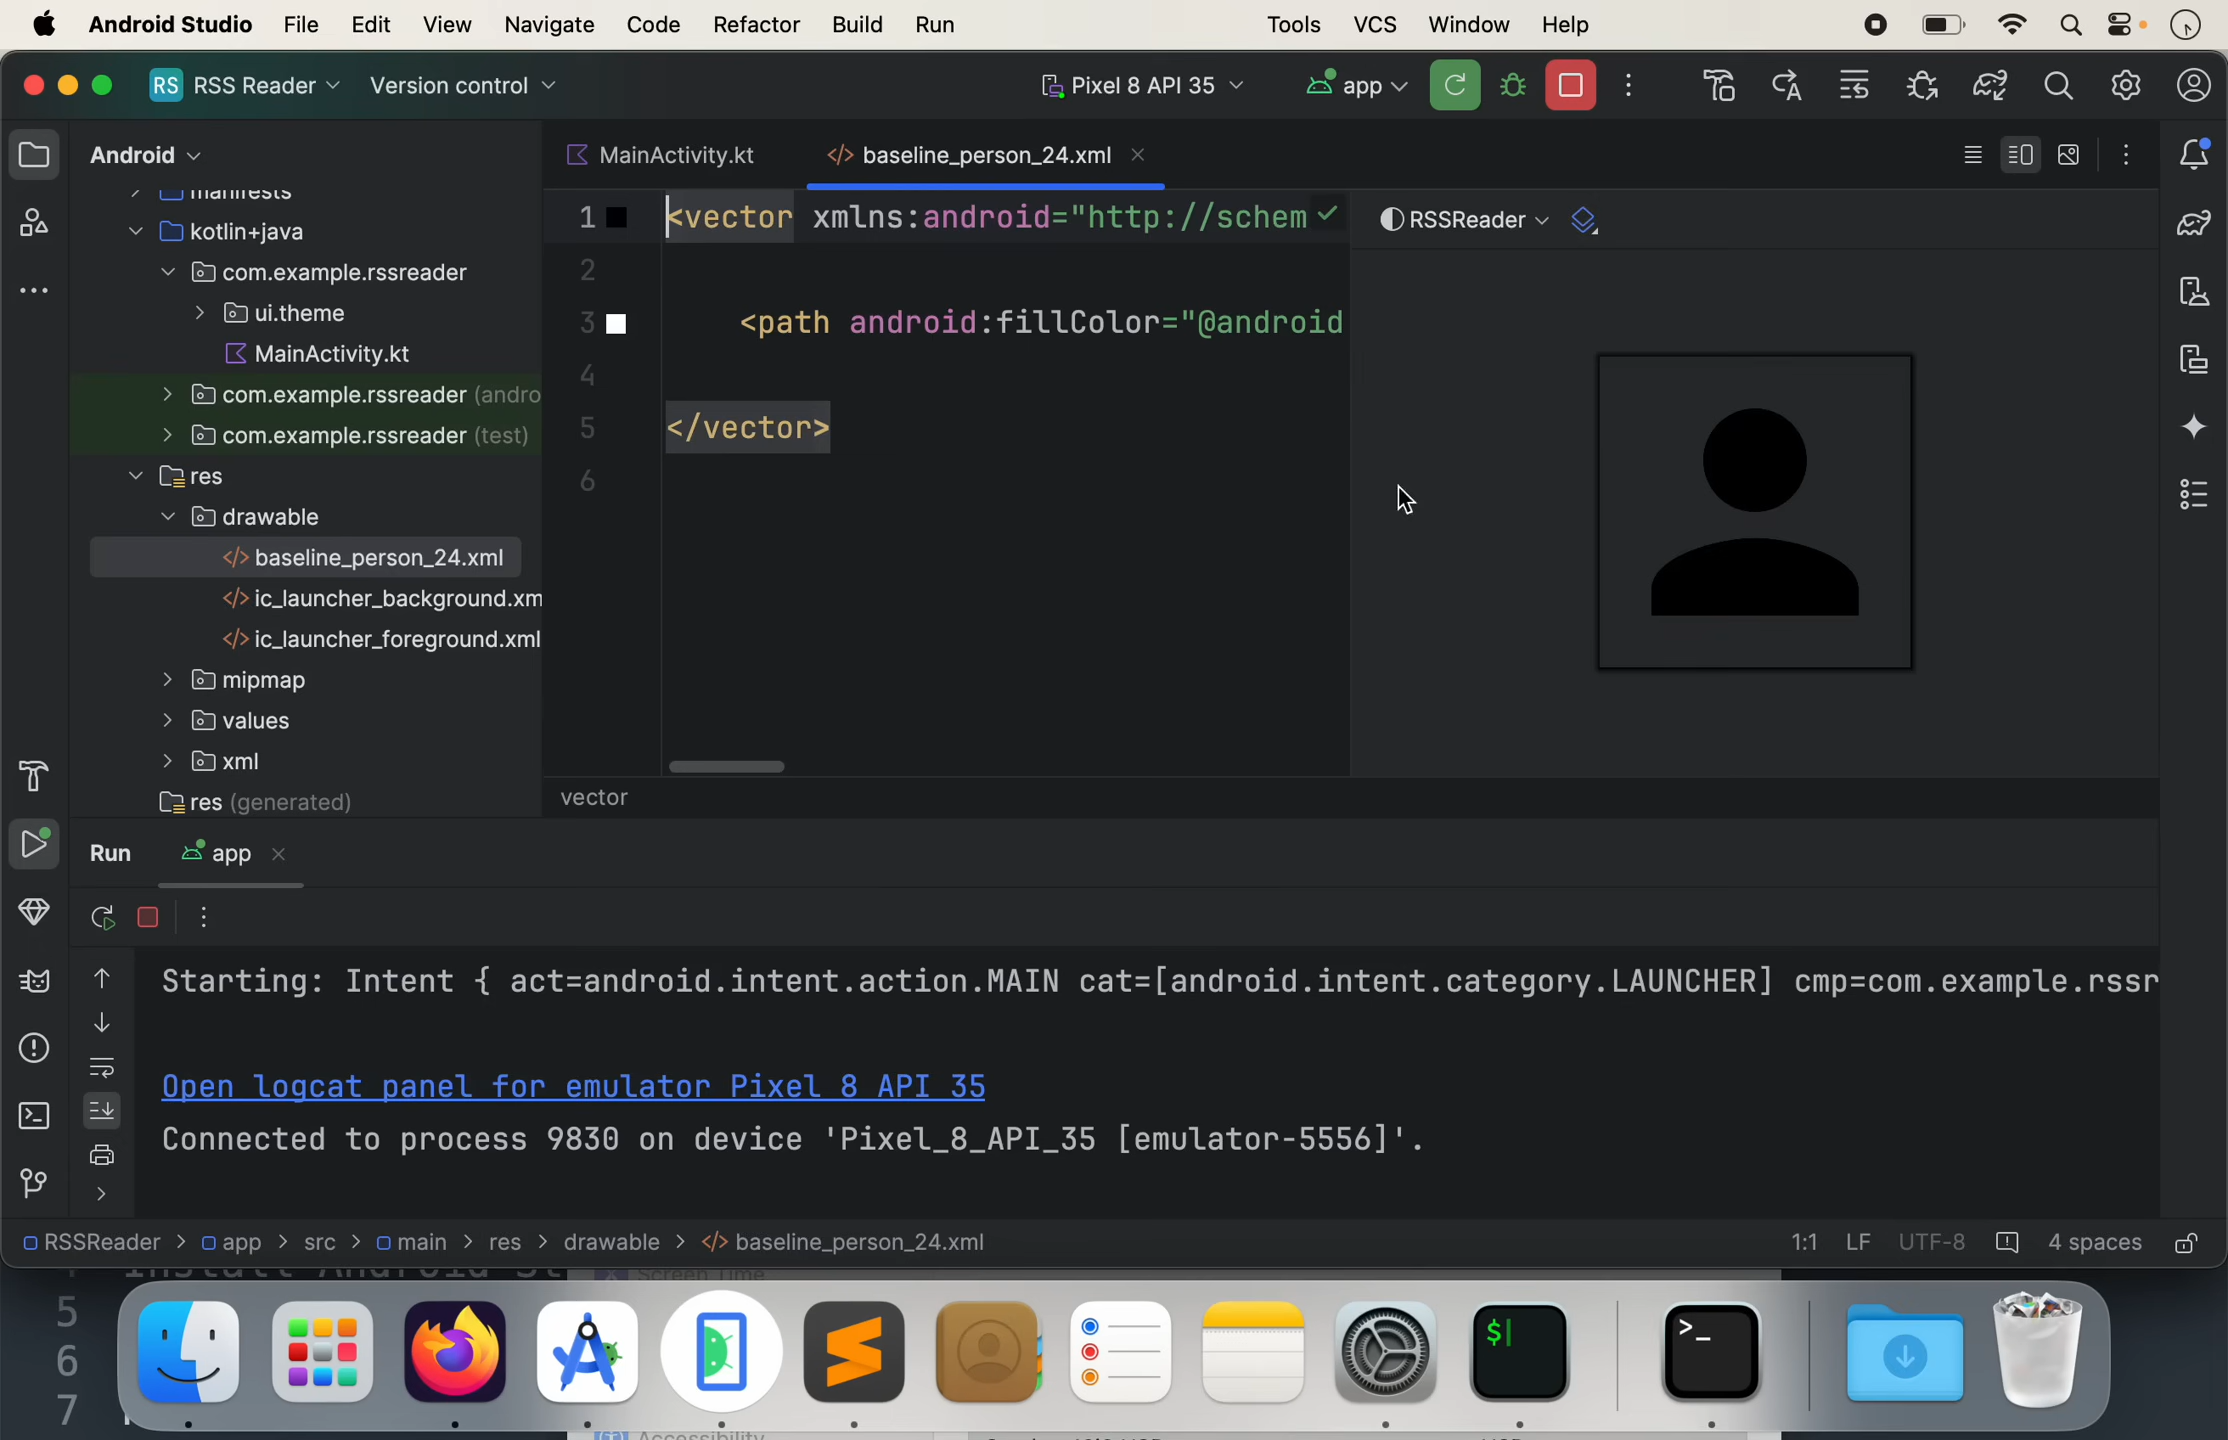 Android Studio File Edit View Navigate Code Refactor Build Run Tools VCS Window Help
RS RSS Reader Version control Pixel 8 API 35 app
Android
MainActivity.kt
baseline_person_24.xml
manifests
kotlin+java
com.example.rssreader
ui.theme
MainActivity.kt
com.example.rssreader (andro
com.example.rssreader (test)
res
drawable
baseline_person_24.xml
ic_launcher_background.xm
ic_launcher_foreground.xml
mipmap
values
xml
res (generated)
1 <vector xmlns:android="http://schem
2
3 <path android:fillColor="@android
4
5 </vector>
6
RSSReader
vector
Run app
Starting: Intent { act=android.intent.action.MAIN cat=[android.intent.category.LAUNCHER] cmp=com.example.rssr
Open logcat panel for emulator Pixel 8 API 35
Connected to process 9830 on device 'Pixel_8_API_35 [emulator-5556]'.
RSSReader > app > src > main > res > drawable > baseline_person_24.xml
1:1 LF UTF-8 4 spaces
Screen Time
5
6
7
Accessibility